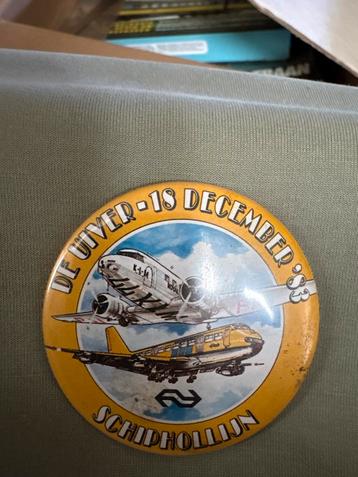 DE UIVER - 18 DECEMBER '83
SCHIPHOLLIJN